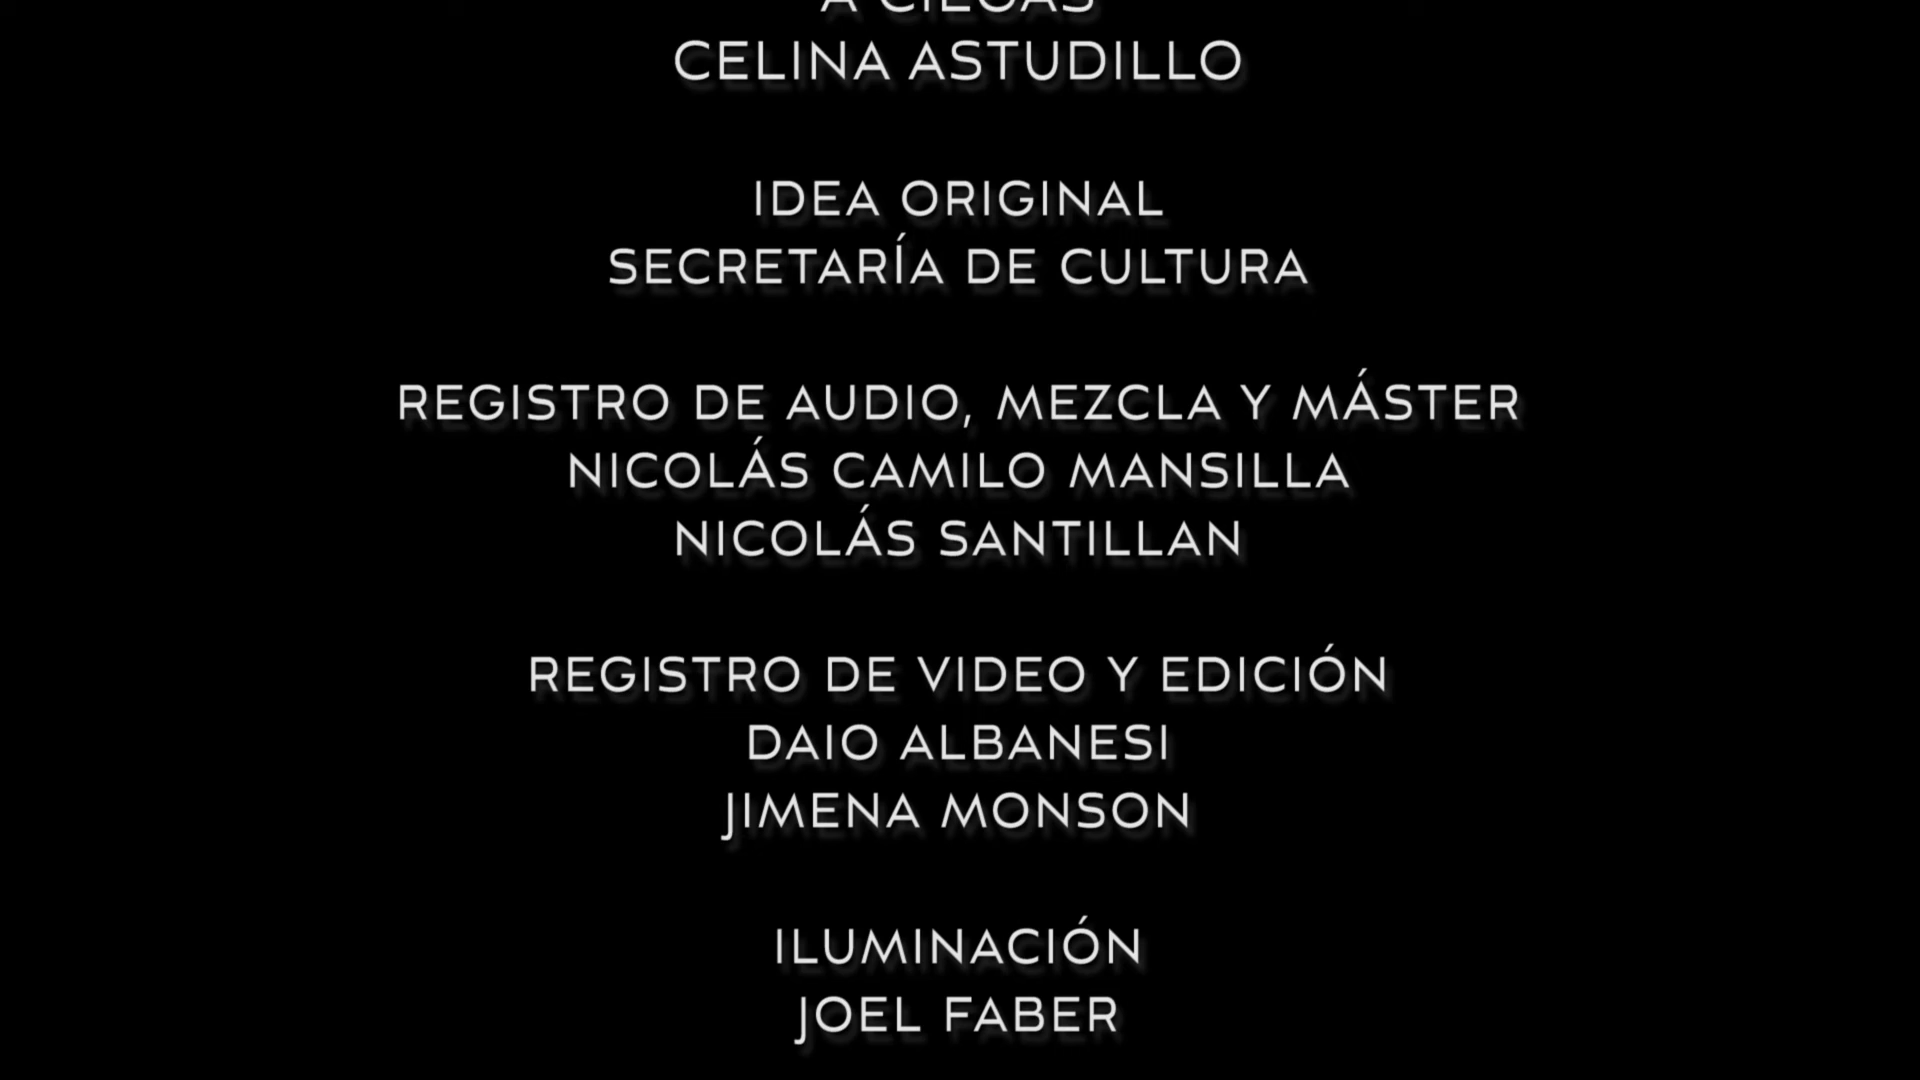 A CIEGAS
CELINA ASTUDILLO
IDEA ORIGINAL
SECRETARÍA DE CULTURA
REGISTRO DE AUDIO, MEZCLA Y MÁSTER
NICOLÁS CAMILO MANSILLA
NICOLÁS SANTILLAN
REGISTRO DE VIDEO Y EDICIÓN
DAIO ALBANESI
JIMENA MONSON
ILUMINACIÓN
JOEL FABER